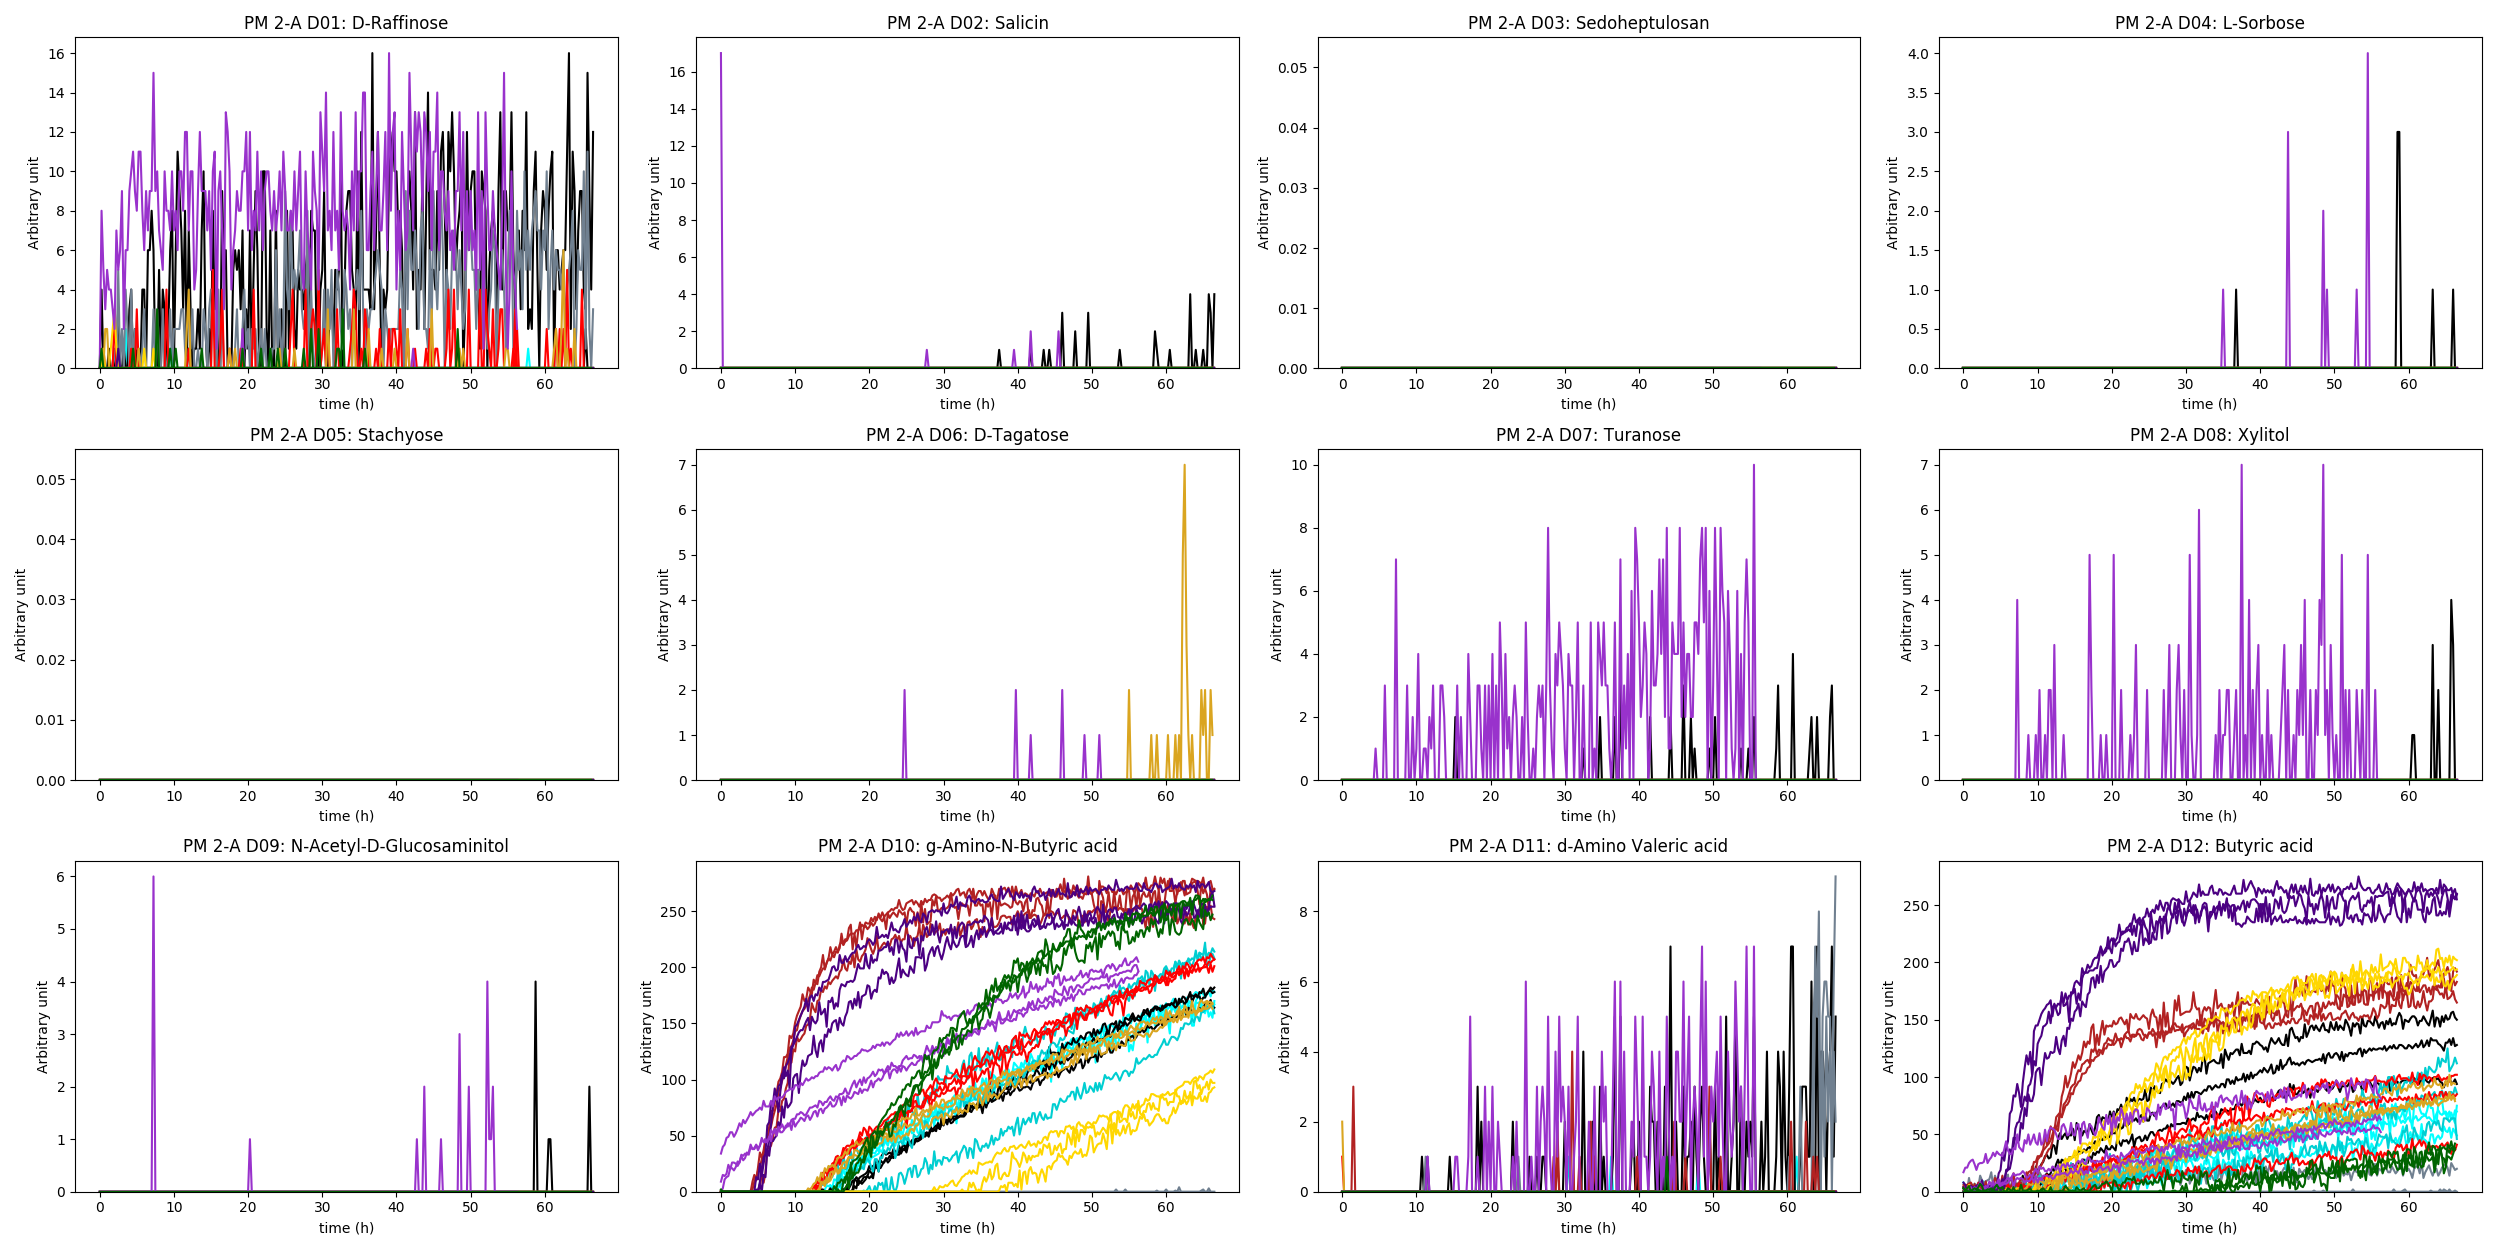 PM 2-A D01: D-Raffinose
Arbitrary unit
16
14
12
10
8
6
4
2
0
0 10 20 30 40 50 60
time (h)
PM 2-A D02: Salicin
Arbitrary unit
16
14
12
10
8
6
4
2
0
0 10 20 30 40 50 60
time (h)
PM 2-A D03: Sedoheptulosan
Arbitrary unit
0.05
0.04
0.03
0.02
0.01
0.00
0 10 20 30 40 50 60
time (h)
PM 2-A D04: L-Sorbose
Arbitrary unit
4.0
3.5
3.0
2.5
2.0
1.5
1.0
0.5
0.0
0 10 20 30 40 50 60
time (h)
PM 2-A D05: Stachyose
Arbitrary unit
0.05
0.04
0.03
0.02
0.01
0.00
0 10 20 30 40 50 60
time (h)
PM 2-A D06: D-Tagatose
Arbitrary unit
7
6
5
4
3
2
1
0
0 10 20 30 40 50 60
time (h)
PM 2-A D07: Turanose
Arbitrary unit
10
8
6
4
2
0
0 10 20 30 40 50 60
time (h)
PM 2-A D08: Xylitol
Arbitrary unit
7
6
5
4
3
2
1
0
0 10 20 30 40 50 60
time (h)
PM 2-A D09: N-Acetyl-D-Glucosaminitol
Arbitrary unit
6
5
4
3
2
1
0
0 10 20 30 40 50 60
time (h)
PM 2-A D10: g-Amino-N-Butyric acid
Arbitrary unit
250
200
150
100
50
0
0 10 20 30 40 50 60
time (h)
PM 2-A D11: d-Amino Valeric acid
Arbitrary unit
8
6
4
2
0
0 10 20 30 40 50 60
time (h)
PM 2-A D12: Butyric acid
Arbitrary unit
250
200
150
100
50
0
0 10 20 30 40 50 60
time (h)